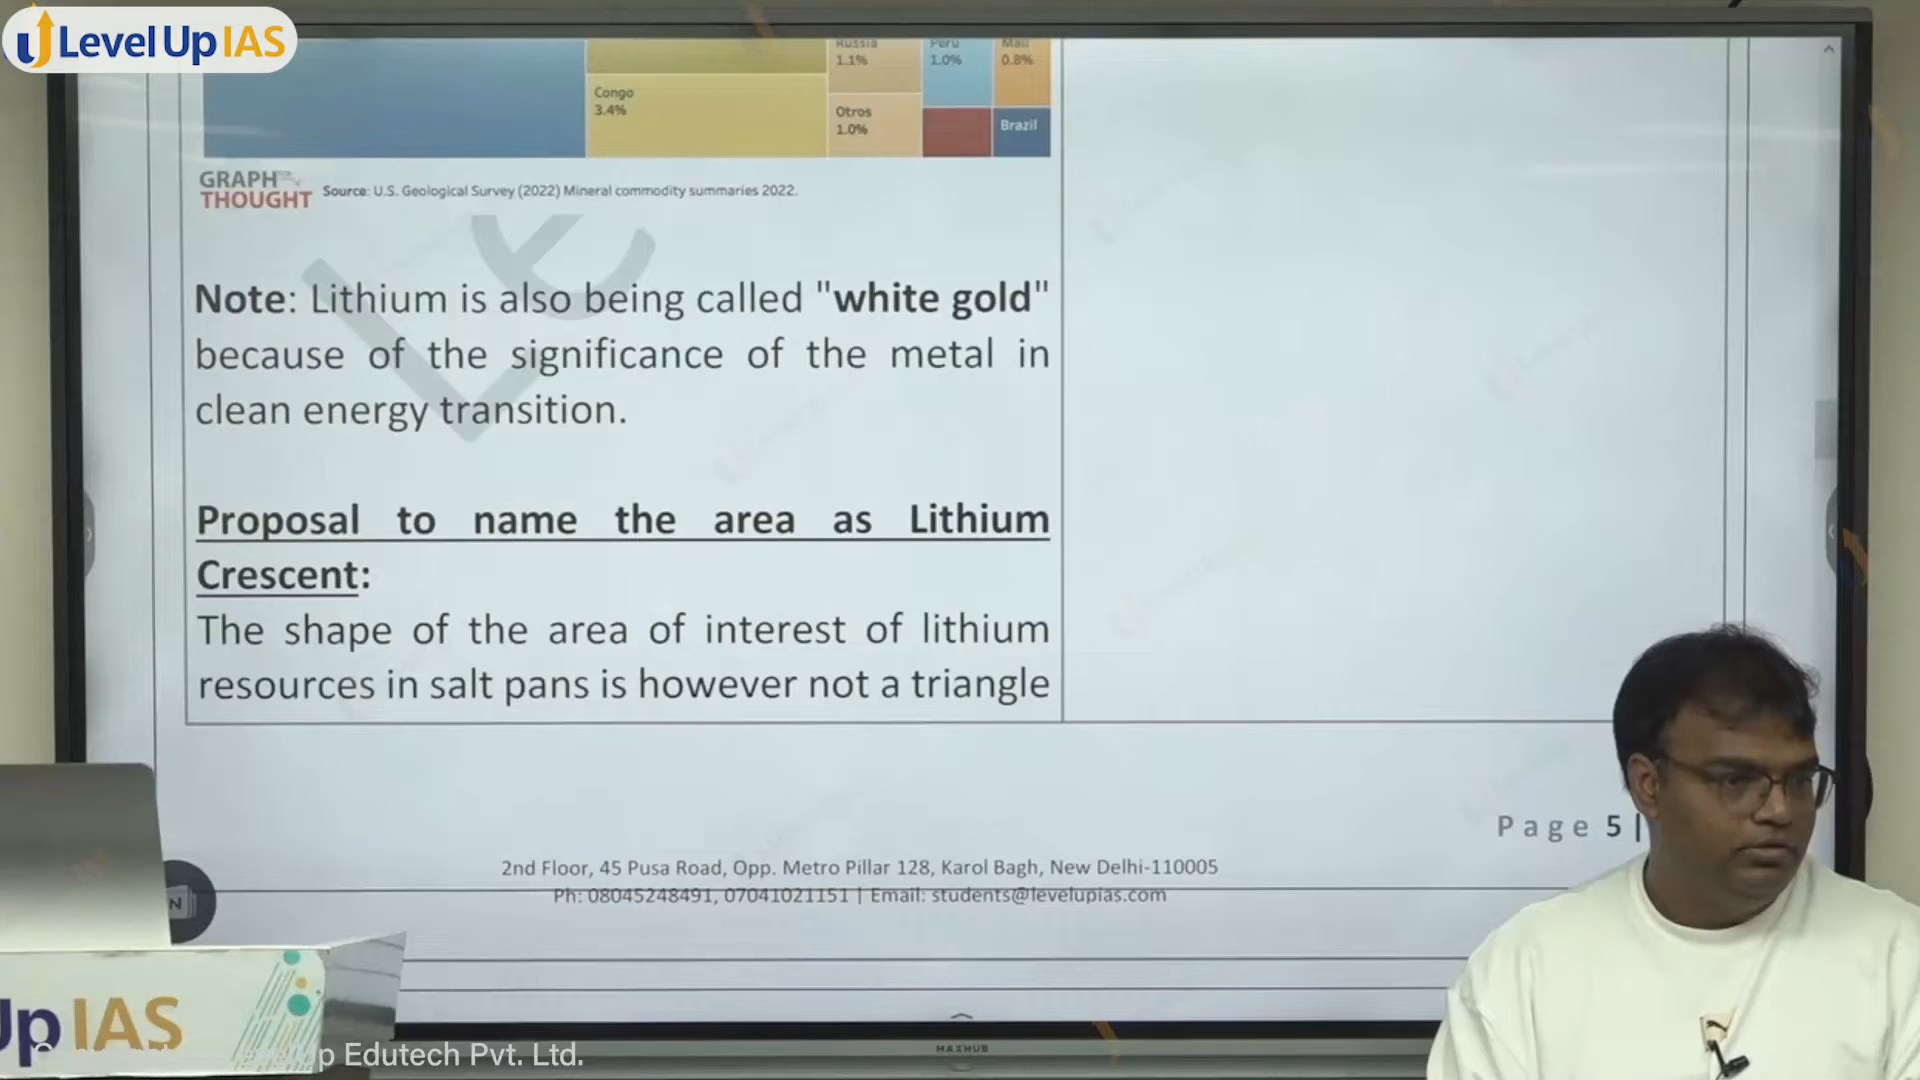 Level Up IAS
Russia
1.1%
Peru
1.0%
Mali
0.8%
Congo
3.4%
Otros
1.0%
Brazil
GRAPH
THOUGHT
Source: U.S. Geological Survey (2022) Mineral commodity summaries 2022.
Note: Lithium is also being called "white gold"
because of the significance of the metal in
clean energy transition.
Proposal to name the area as Lithium
Crescent:
The shape of the area of interest of lithium
resources in salt pans is however not a triangle
Page 5 |
2nd Floor, 45 Pusa Road, Opp. Metro Pillar 128, Karol Bagh, New Delhi-110005
Ph: 08045248491, 07041021151 | Email: students@levelupias.com
N
Up IAS
Up Edutech Pvt. Ltd.
MAXHUB